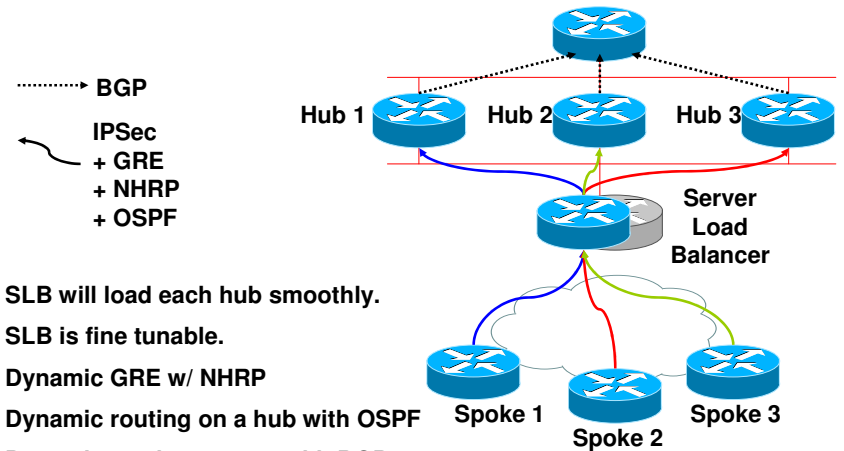 BGP
IPSec
+ GRE
+ NHRP
+ OSPF
Hub 1
Hub 2
Hub 3
Server
Load
Balancer
SLB will load each hub smoothly.
SLB is fine tunable.
Dynamic GRE w/ NHRP
Dynamic routing on a hub with OSPF
Spoke 1
Spoke 2
Spoke 3